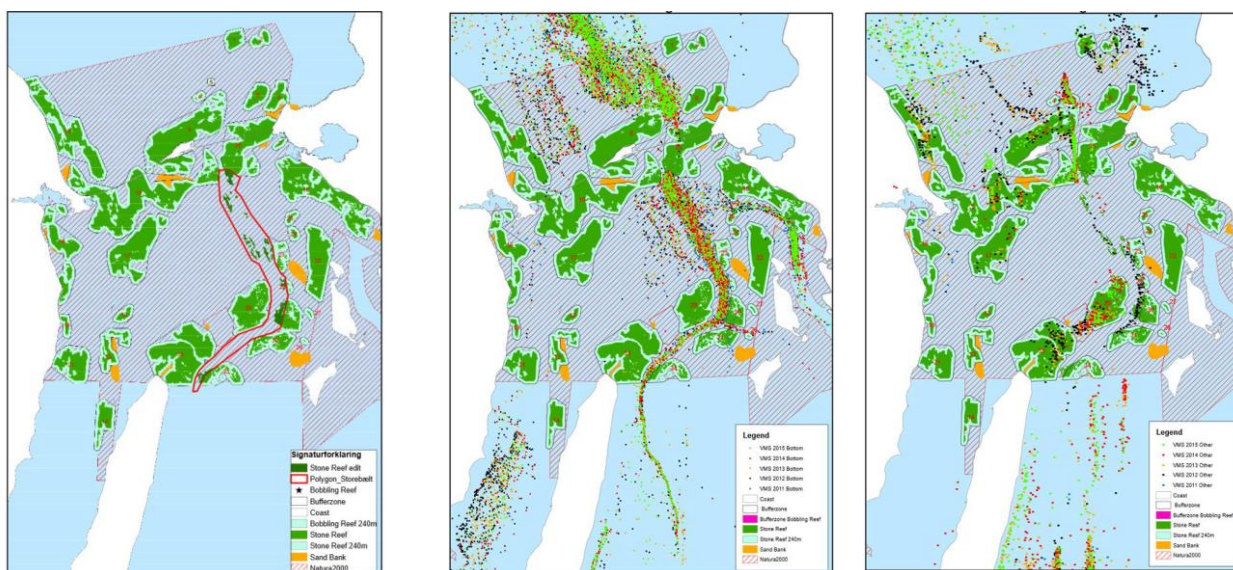 Signaturforklaring
Stone Reef edit
Polygon_Storebælt
Bobbling Reef
Bufferzone
Coast
Bobbling Reef 240m
Stone Reef
Stone Reef 240m
Sand Bank
Natura2000
Legend
VMS 2015 Bottom
VMS 2014 Bottom
VMS 2013 Bottom
VMS 2012 Bottom
VMS 2011 Bottom
Coast
Bufferzone
Bufferzone Bobbling Reef
Stone Reef
Stone Reef 240m
Sand Bank
Natura2000
Legend
VMS 2015 Other
VMS 2014 Other
VMS 2013 Other
VMS 2012 Other
VMS 2011 Other
Coast
Bufferzone
Bufferzone Bobbling Reef
Stone Reef
Stone Reef 240m
Sand Bank
Natura2000